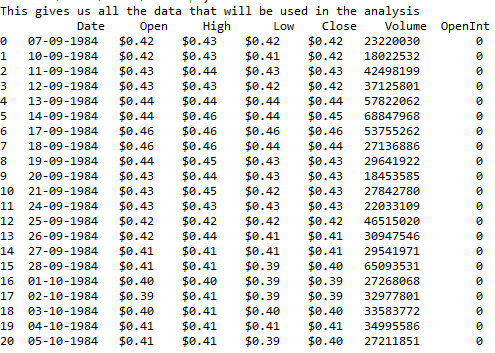 This gives us all the data that will be used in the analysis
Date Open High Low Close Volume OpenInt
0 07-09-1984 $0.42 $0.43 $0.42 $0.42 23220030 0
1 10-09-1984 $0.42 $0.43 $0.41 $0.42 18022532 0
2 11-09-1984 $0.43 $0.44 $0.43 $0.43 42498199 0
3 12-09-1984 $0.43 $0.43 $0.42 $0.42 37125801 0
4 13-09-1984 $0.44 $0.44 $0.44 $0.44 57822062 0
5 14-09-1984 $0.44 $0.46 $0.44 $0.45 68847968 0
6 17-09-1984 $0.46 $0.46 $0.46 $0.46 53755262 0
7 18-09-1984 $0.46 $0.46 $0.44 $0.44 27136886 0
8 19-09-1984 $0.44 $0.45 $0.43 $0.43 29641922 0
9 20-09-1984 $0.43 $0.44 $0.43 $0.43 18453585 0
10 21-09-1984 $0.43 $0.45 $0.42 $0.43 27842780 0
11 24-09-1984 $0.43 $0.43 $0.43 $0.43 22033109 0
12 25-09-1984 $0.42 $0.42 $0.42 $0.42 46515020 0
13 26-09-1984 $0.42 $0.44 $0.41 $0.41 30947546 0
14 27-09-1984 $0.41 $0.41 $0.41 $0.41 29541971 0
15 28-09-1984 $0.41 $0.41 $0.39 $0.40 65093531 0
16 01-10-1984 $0.40 $0.40 $0.39 $0.39 27268068 0
17 02-10-1984 $0.39 $0.41 $0.39 $0.39 32977801 0
18 03-10-1984 $0.40 $0.41 $0.40 $0.40 33583772 0
19 04-10-1984 $0.41 $0.41 $0.41 $0.41 34995586 0
20 05-10-1984 $0.41 $0.41 $0.39 $0.40 27211851 0